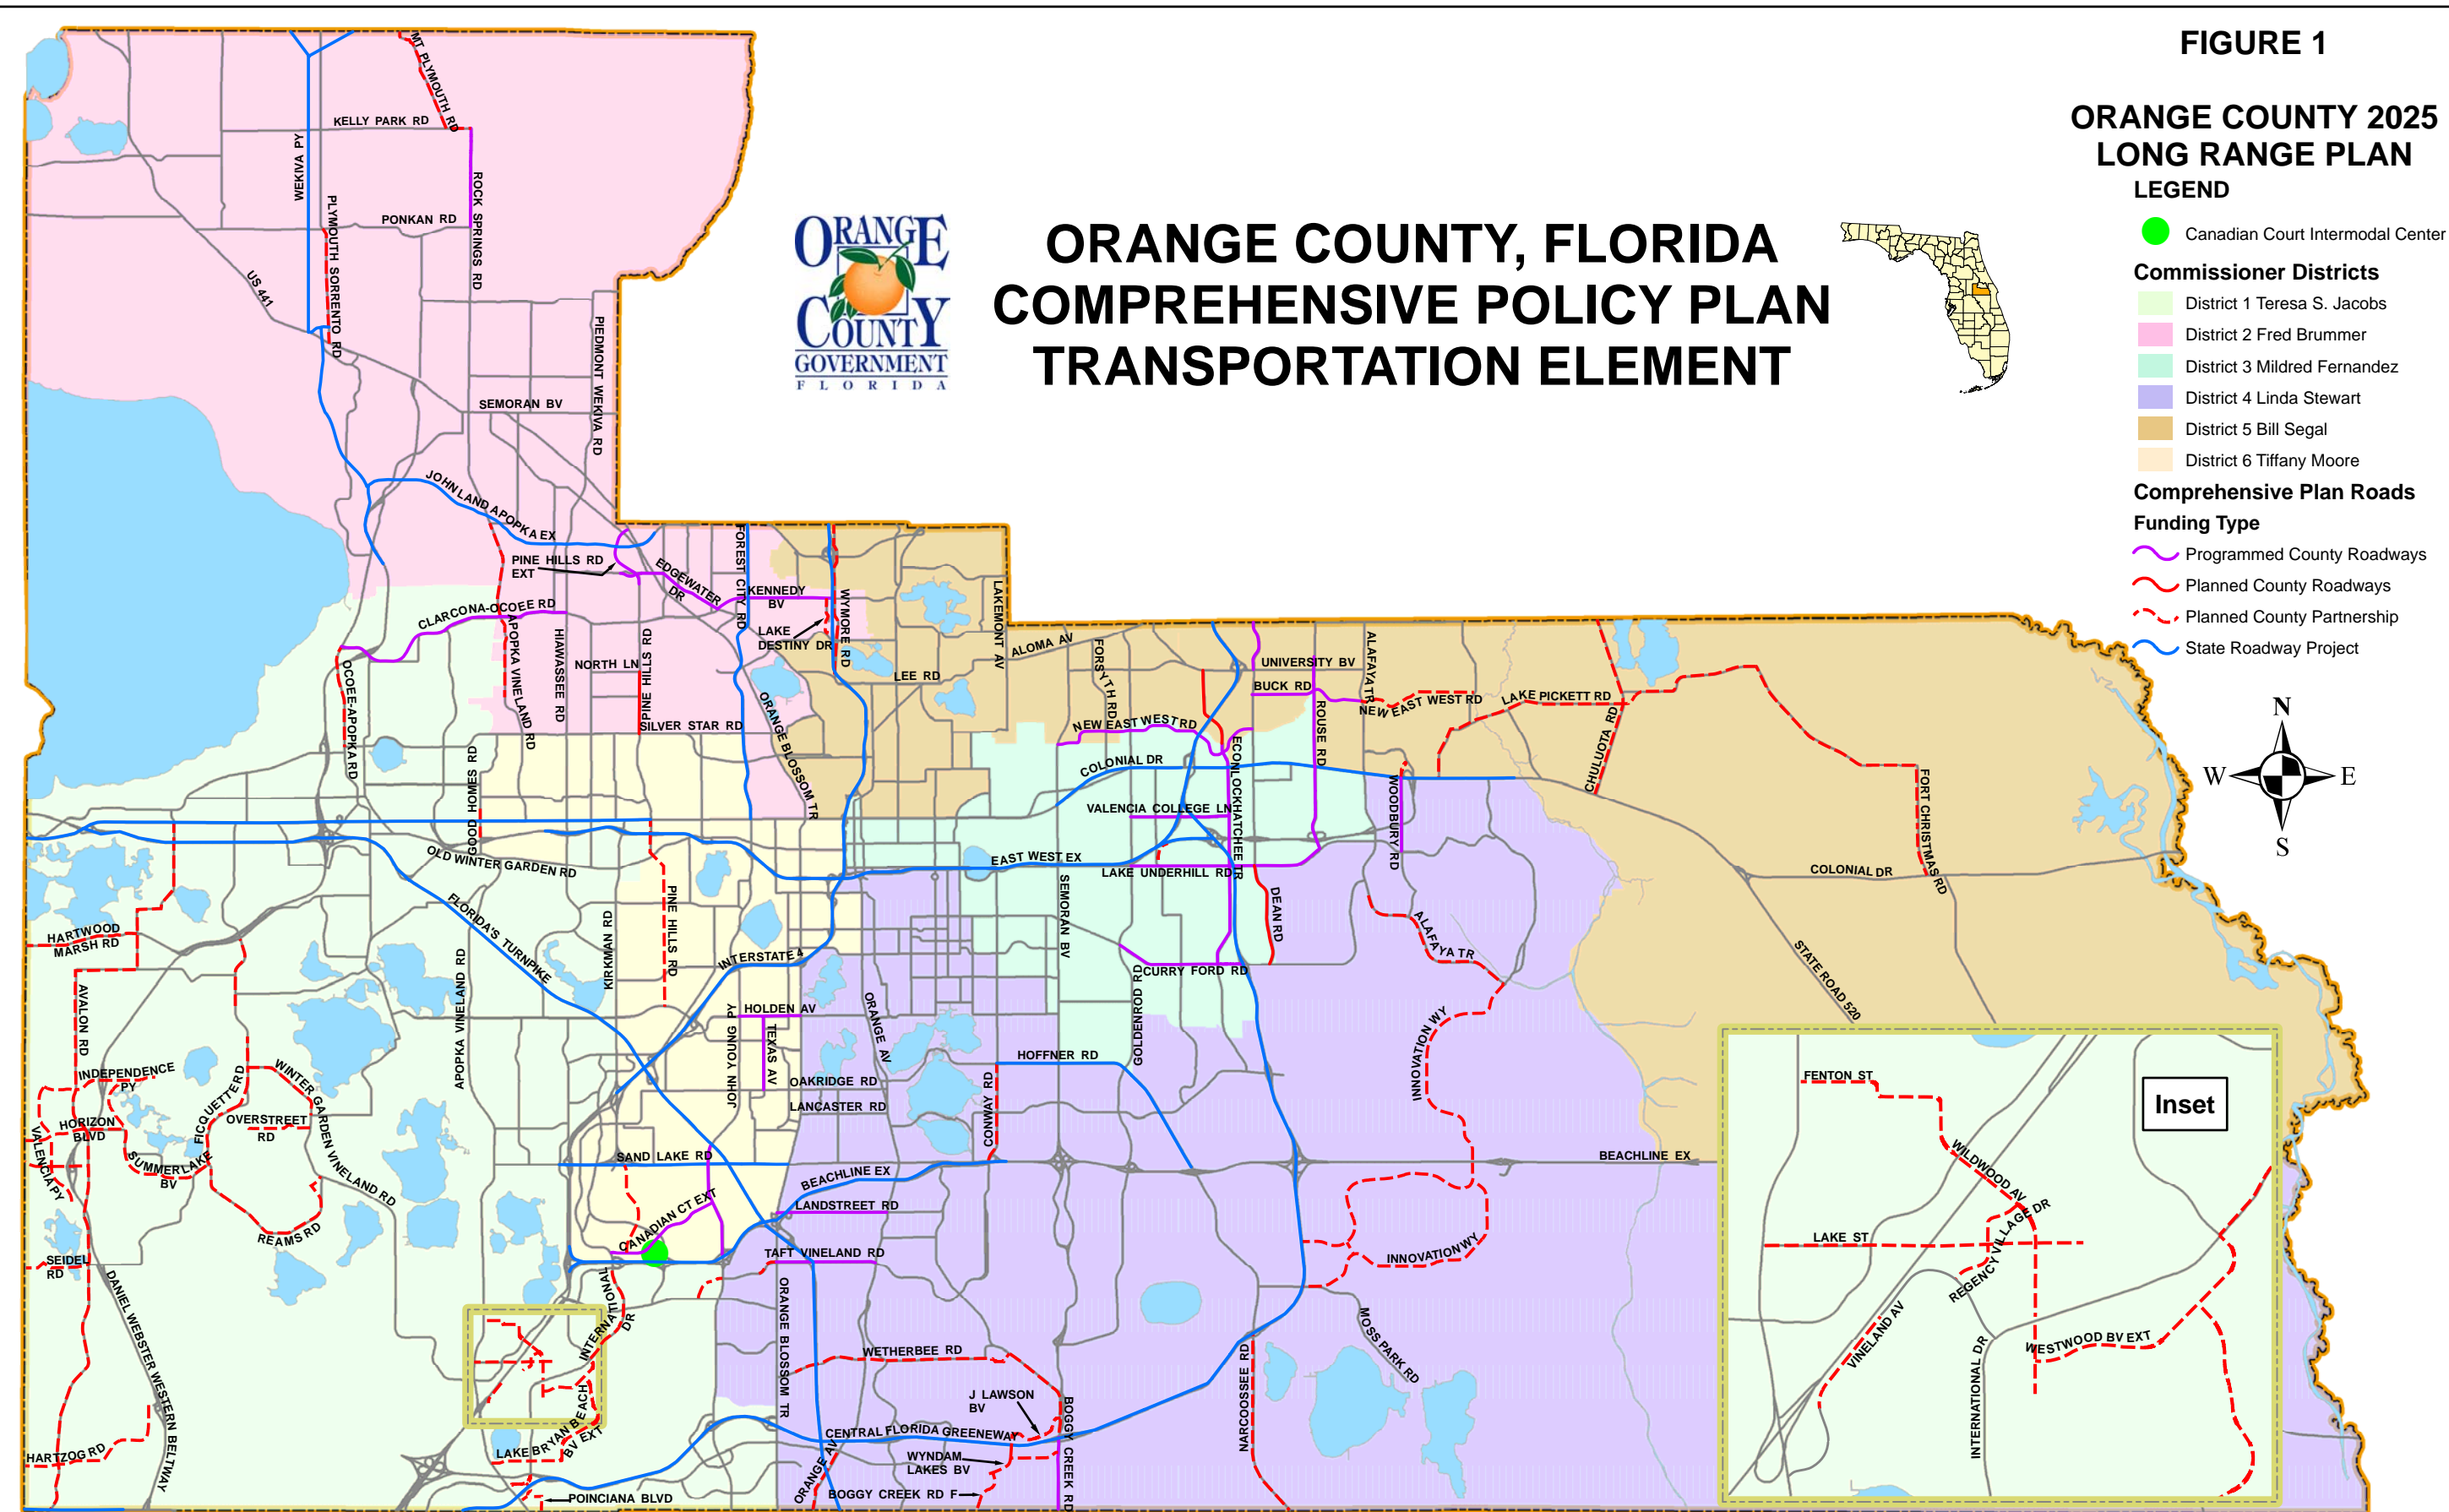 FIGURE 1
ORANGE COUNTY 2025
LONG RANGE PLAN
LEGEND
Canadian Court Intermodal Center
Commissioner Districts
District 1 Teresa S. Jacobs
District 2 Fred Brummer
District 3 Mildred Fernandez
District 4 Linda Stewart
District 5 Bill Segal
District 6 Tiffany Moore
Comprehensive Plan Roads
Funding Type
Programmed County Roadways
Planned County Roadways
Planned County Partnership
State Roadway Project
N
W
E
S
ORANGE
COUNTY
GOVERNMENT
FLORIDA
ORANGE COUNTY, FLORIDA
COMPREHENSIVE POLICY PLAN
TRANSPORTATION ELEMENT
MT PLYMOUTH RD
KELLY PARK RD
WEKIVA PY
ROCK SPRINGS RD
PLYMOUTH SORRENTO RD
PONKAN RD
US 441
PIEDMONT WEKIVA RD
SEMORAN BV
JOHN LAND APOPKA EX
PINE HILLS RD
EXT
EDGEWATER
DR
FOREST CITY RD
KENNEDY
BV
WYMORE RD
LAKE
DESTINY DR
LAKEMONT AV
CLARCONA-OCOEE RD
APOPKA VINELAND RD
HIAWASSEE RD
NORTH LN
PINE HILLS RD
SILVER STAR RD
OCOEE-APOPKA RD
ORANGE BLOSSOM TR
LEE RD
ALOMA AV
FORSYTH RD
UNIVERSITY BV
ALAFAYA TR
BUCK RD
NEW EAST WEST RD
LAKE PICKETT RD
NEW EAST WEST RD
ROUSE RD
CHULUOTA RD
ECONLOCKHATCHEE TR
COLONIAL DR
WOODBURY RD
FORT CHRISTMAS RD
GOOD HOMES RD
VALENCIA COLLEGE LN
OLD WINTER GARDEN RD
EAST WEST EX
LAKE UNDERHILL RD
COLONIAL DR
DEAN RD
SEMORAN BV
PINE HILLS RD
KIRKMAN RD
FLORIDA'S TURNPIKE
HARTWOOD
MARSH RD
INTERSTATE 4
ALAFAYA TR
STATE ROAD 520
CURRY FORD RD
GOLDENROD RD
AVALON RD
APOPKA VINELAND RD
JOHN YOUNG PY
HOLDEN AV
TEXAS AV
ORANGE AV
INNOVATION WY
HOFFNER RD
INDEPENDENCE
PY
FICQUETTE RD
WINTER GARDEN VINELAND RD
OAKRIDGE RD
CONWAY RD
LANCASTER RD
OVERSTREET
RD
HORIZON
BLVD
VALENCIA PY
SUMMERLAKE
BV
SAND LAKE RD
BEACHLINE EX
BEACHLINE EX
CANADIAN CT EXT
LANDSTREET RD
REAMS RD
TAFT VINELAND RD
INNOVATION WY
SEIDEL
RD
DANIEL WEBSTER WESTERN BELTWAY
INTERNATIONAL
DR
ORANGE BLOSSOM TR
MOSS PARK RD
WETHERBEE RD
NARCOOSSEE RD
J LAWSON
BV
BOGGY CREEK RD
LAKE BRYAN BEACH
BV EXT
CENTRAL FLORIDA GREENEWAY
HARTZOG RD
ORANGE AV
WYNDAM
LAKES BV
BOGGY CREEK RD F
POINCIANA BLVD
Inset
FENTON ST
WILDWOOD AV
REGENCY VILLAGE DR
LAKE ST
VINELAND AV
WESTWOOD BV EXT
INTERNATIONAL DR